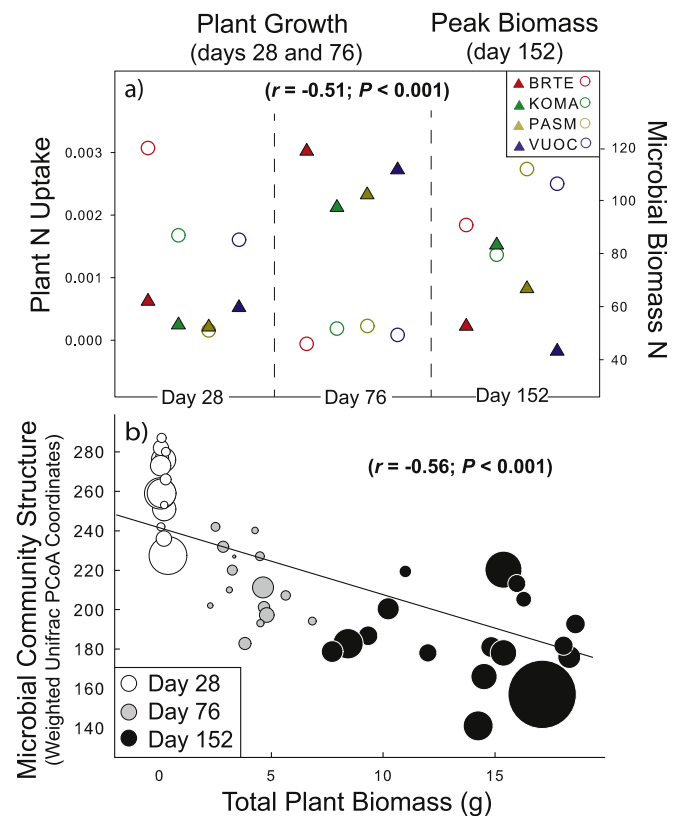 Plant Growth
(days 28 and 76)
Peak Biomass
(day 152)
a)
(r = -0.51; P < 0.001)
BRTE
KOMA
PASM
VUOC
Plant N Uptake
0.003
0.002
0.001
0.000
Microbial Biomass N
120
100
80
60
40
Day 28
Day 76
Day 152
b)
(r = -0.56; P < 0.001)
Microbial Community Structure
(Weighted Unifrac PCoA Coordinates)
280
260
240
220
200
180
160
140
Day 28
Day 76
Day 152
0
5
10
15
Total Plant Biomass (g)